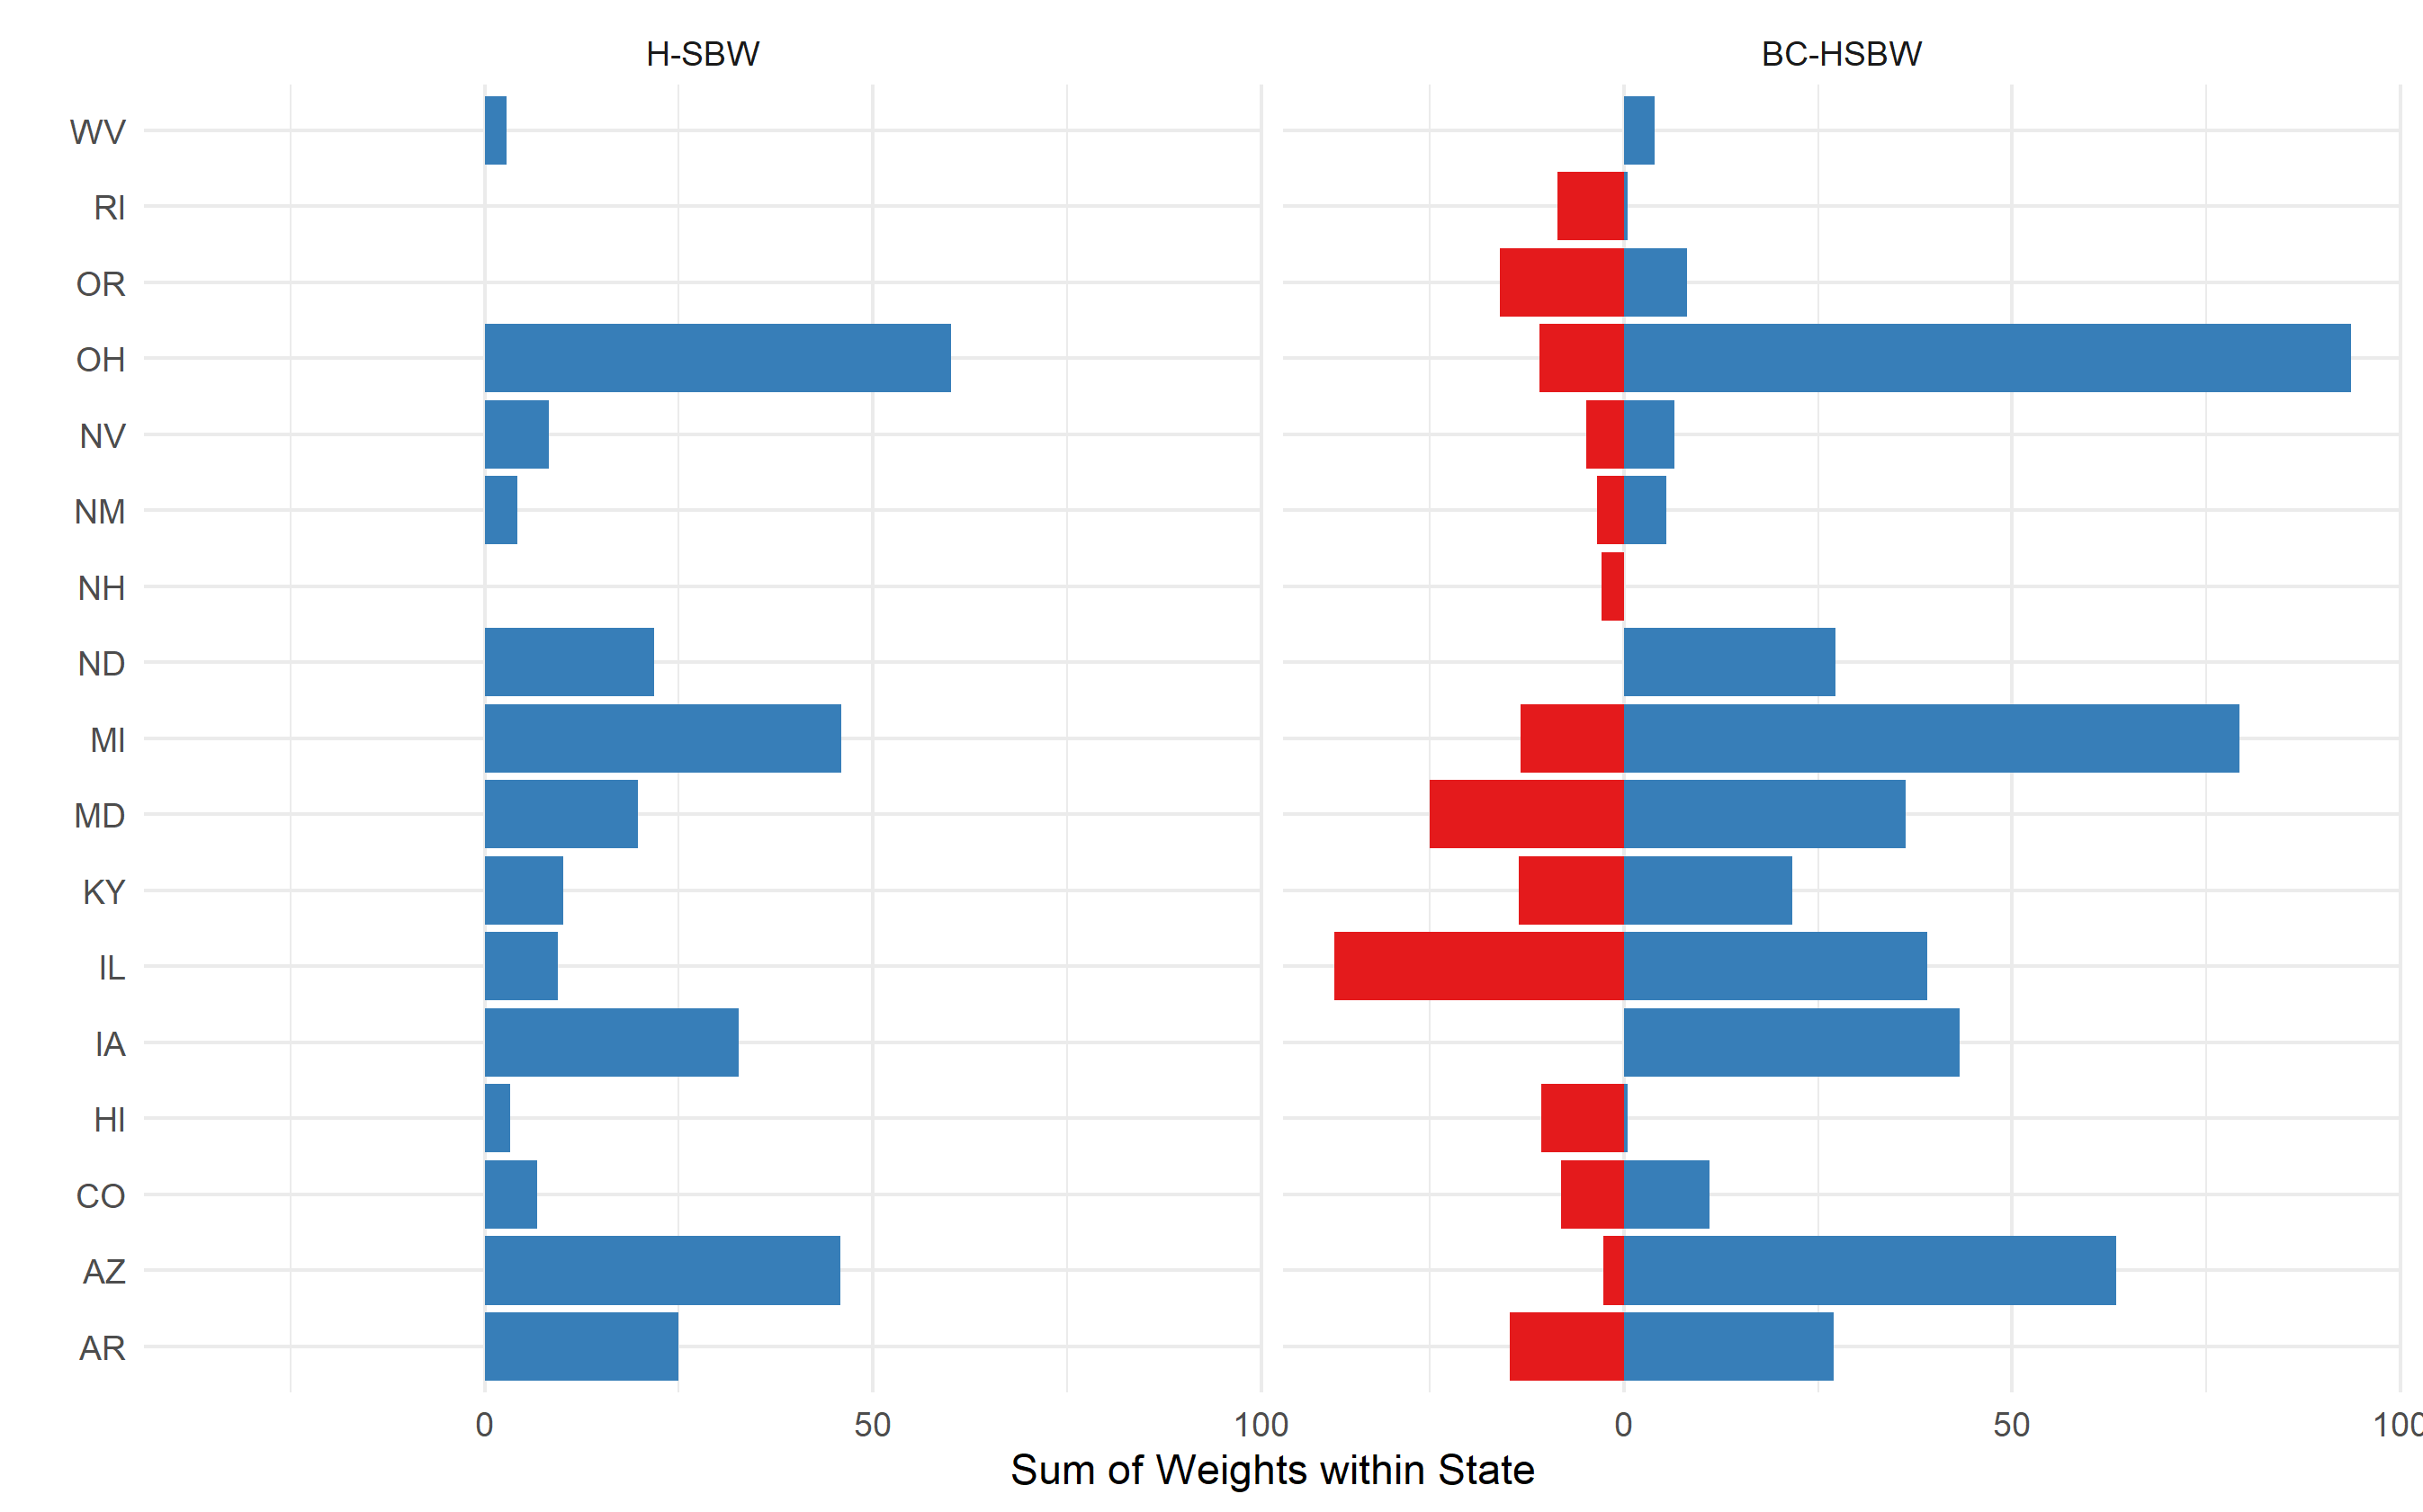 H-SBW BC-HSBW
WV
RI
OR
OH
NV
NM
NH
ND
MI
MD
KY
IL
IA
HI
CO
AZ
AR
0 50 100 0 50 100
Sum of Weights within State